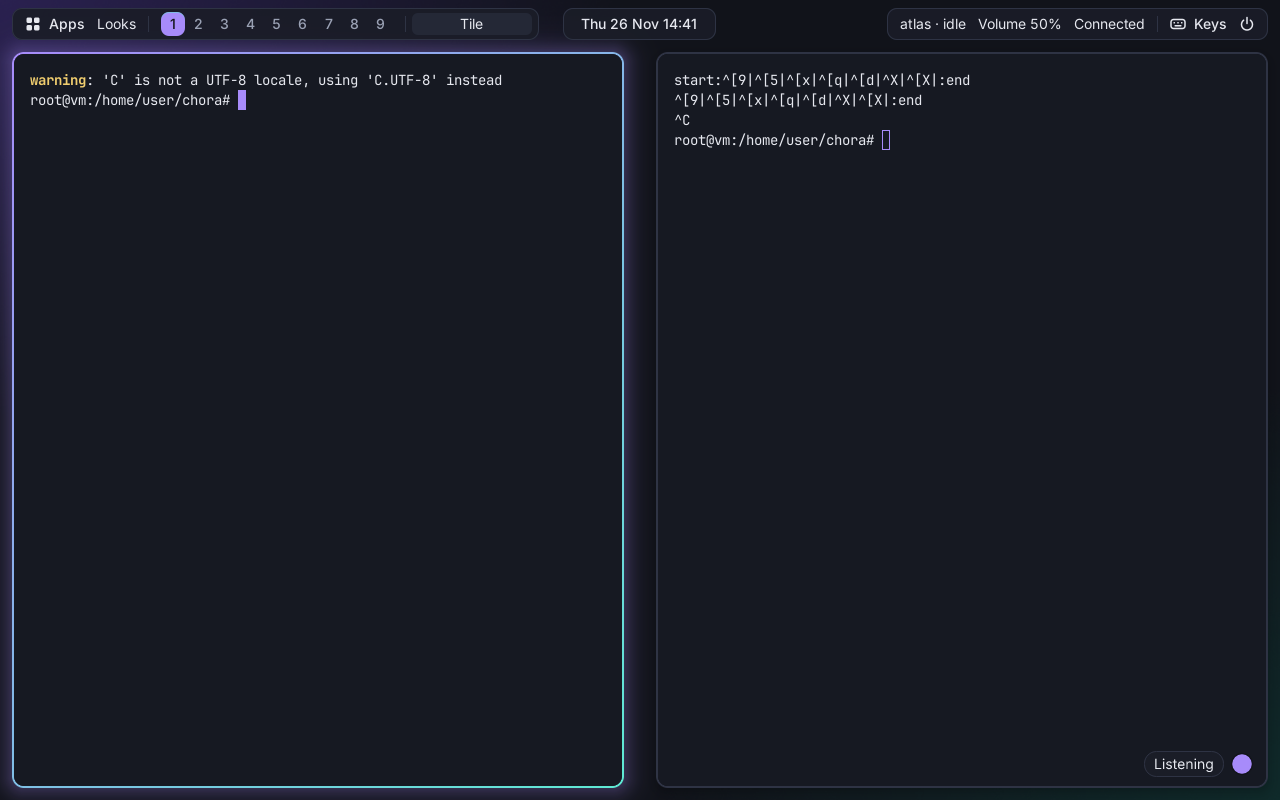 Apps Looks 1 2 3 4 5 6 7 8 9 Tile
Thu 26 Nov 14:41
atlas · idle Volume 50% Connected Keys
warning: 'C' is not a UTF-8 locale, using 'C.UTF-8' instead
root@vm:/home/user/chora#
start:^[9|^[5|^[x|^[q|^[d|^X|^[X|:end
^[9|^[5|^[x|^[q|^[d|^X|^[X|:end
^C
root@vm:/home/user/chora#
Listening